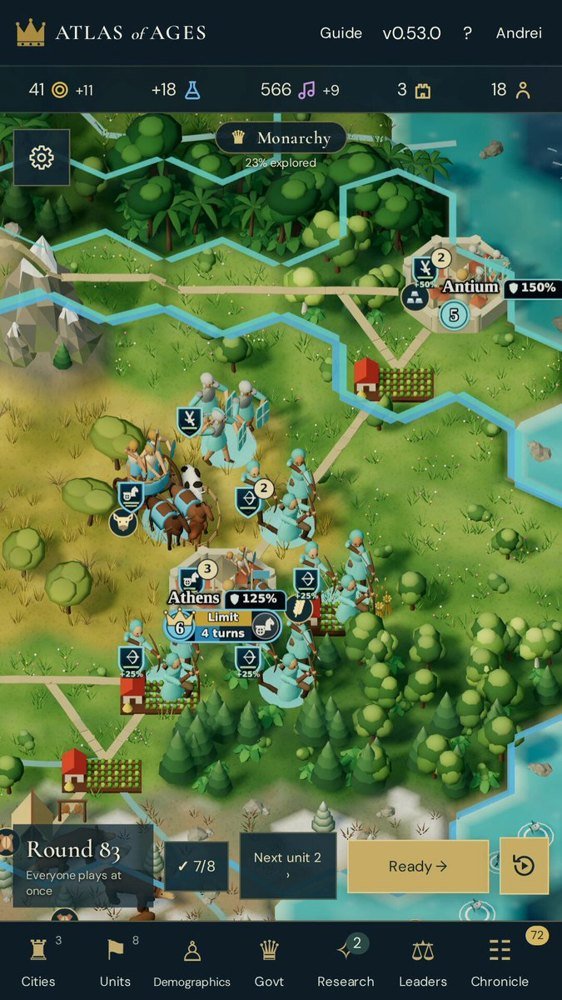 ATLAS of AGES
Guide
v0.53.0
?
Andrei
41 +11
+18
566 +9
3
18
Monarchy
23% explored
2
+50%
Antium
150%
5
2
3
Athens
125%
+25%
6
Limit
4 turns
+25%
+25%
Round 83
Everyone plays at
once
✓ 7/8
Next unit 2
›
Ready →
Cities 3
Units 8
Demographics
Govt
Research 2
Leaders
Chronicle 72